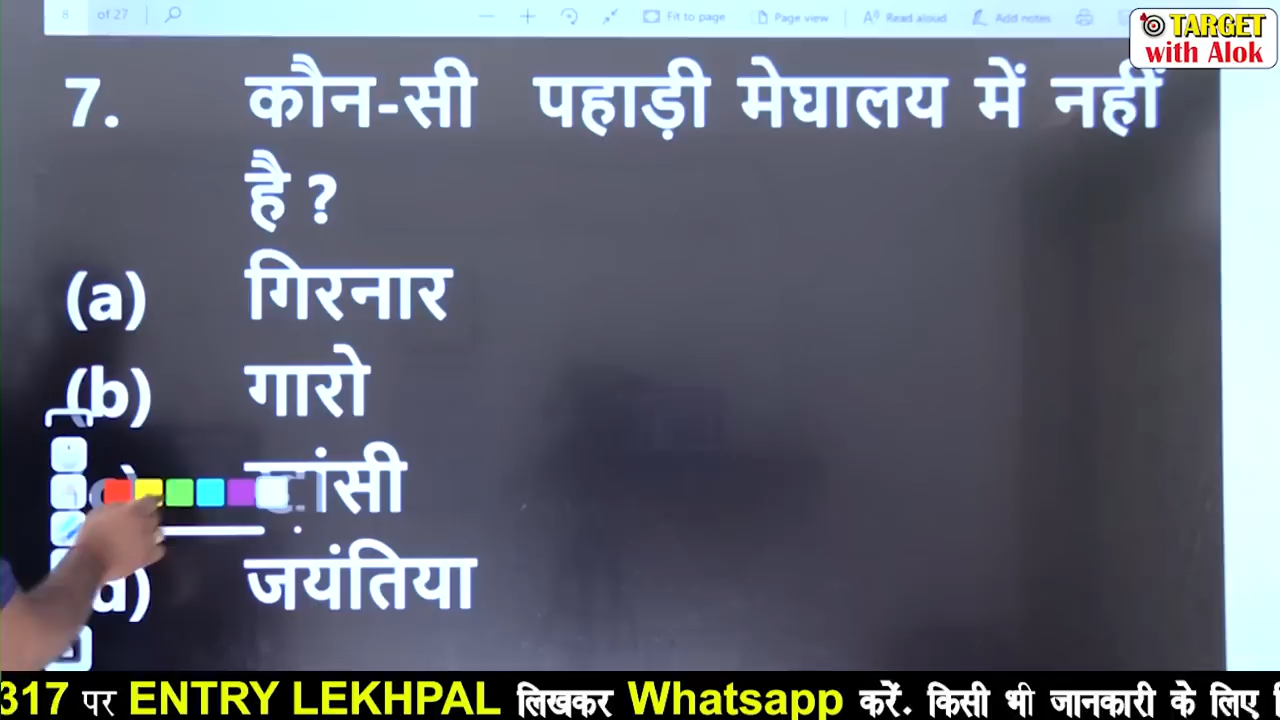 8 of 27
Fit to page
Page view
Read aloud
Add notes
TARGET
with Alok
7. कौन-सी पहाड़ी मेघालय में नहीं
है ?
(a) गिरनार
(b) गारो
(d) जयंतिया
317 पर ENTRY LEKHPAL लिखकर Whatsapp करें. किसी भी जानकारी के लिए